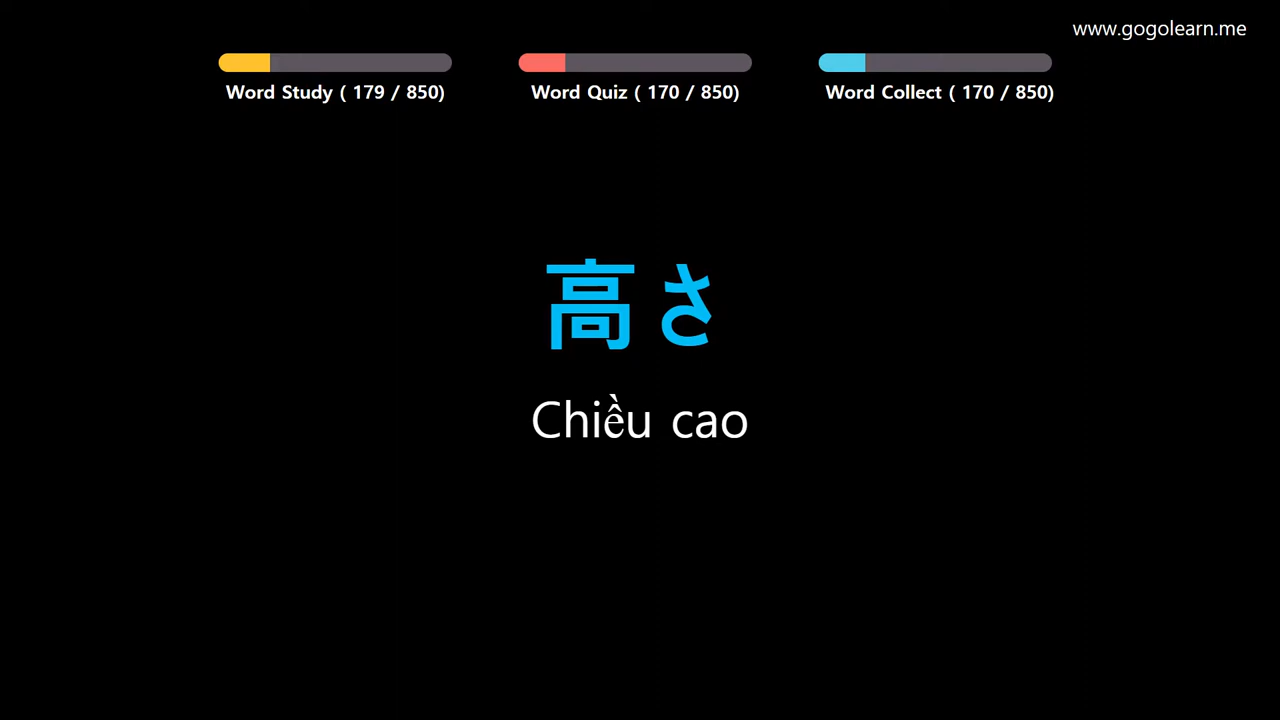 www.gogolearn.me
Word Study ( 179 / 850)
Word Quiz ( 170 / 850)
Word Collect ( 170 / 850)
高さ
Chiều cao